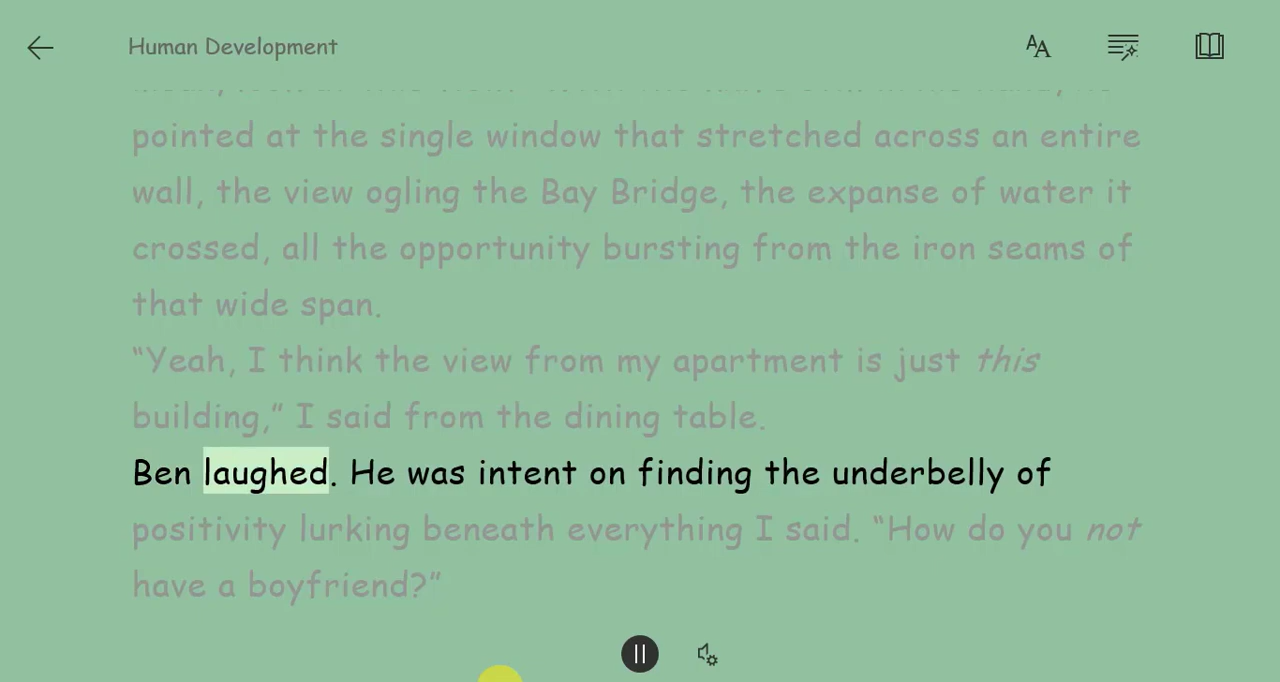 Human Development
pointed at the single window that stretched across an entire
wall, the view ogling the Bay Bridge, the expanse of water it
crossed, all the opportunity bursting from the iron seams of
that wide span.
“Yeah, I think the view from my apartment is just this
building,” I said from the dining table.
Ben laughed. He was intent on finding the underbelly of
positivity lurking beneath everything I said. “How do you not
have a boyfriend?”